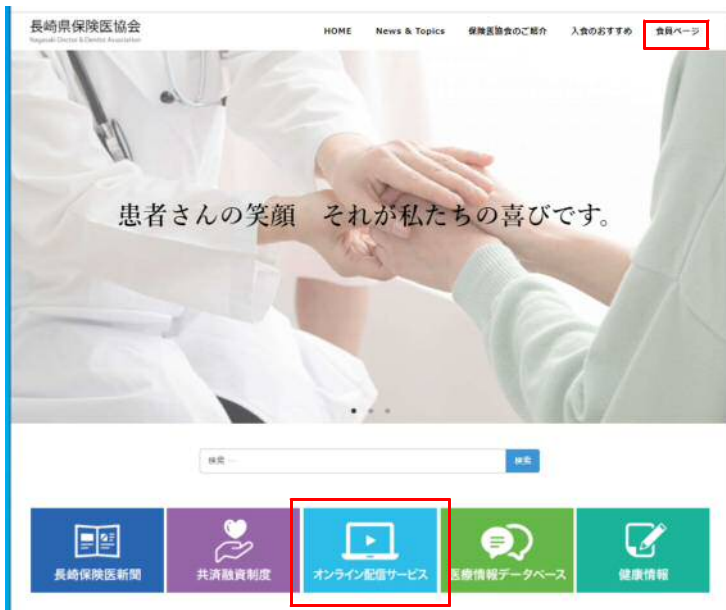 長崎県保険医協会
Nagasaki Doctor & Dentist Association
HOME News & Topics 保険医協会のご紹介 入会のおすすめ 会員ページ
患者さんの笑顔 それが私たちの喜びです。
検索 …
検索
長崎保険医新聞 共済融資制度 オンライン配信サービス 医療情報データベース 健康情報